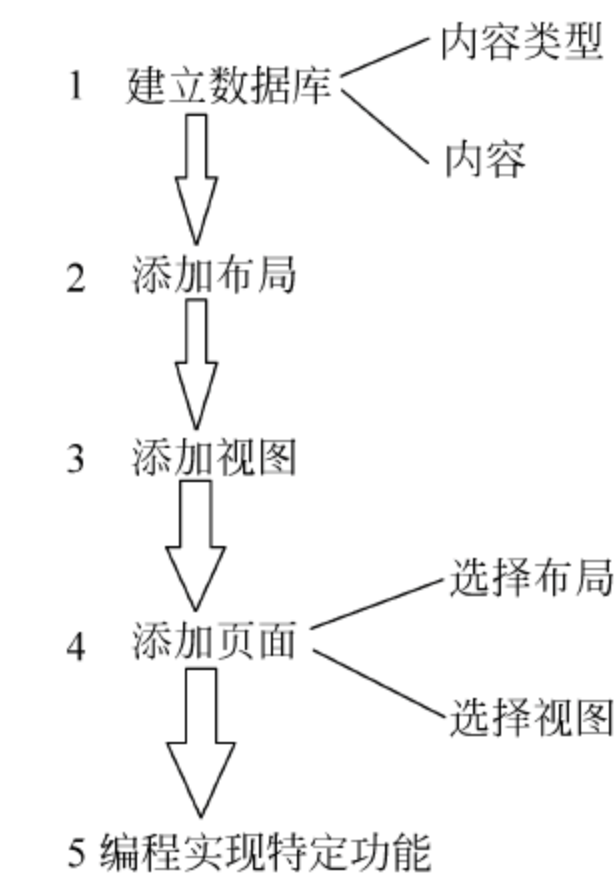 内容类型
1 建立数据库
内容
2 添加布局
3 添加视图
选择布局
4 添加页面
选择视图
5 编程实现特定功能